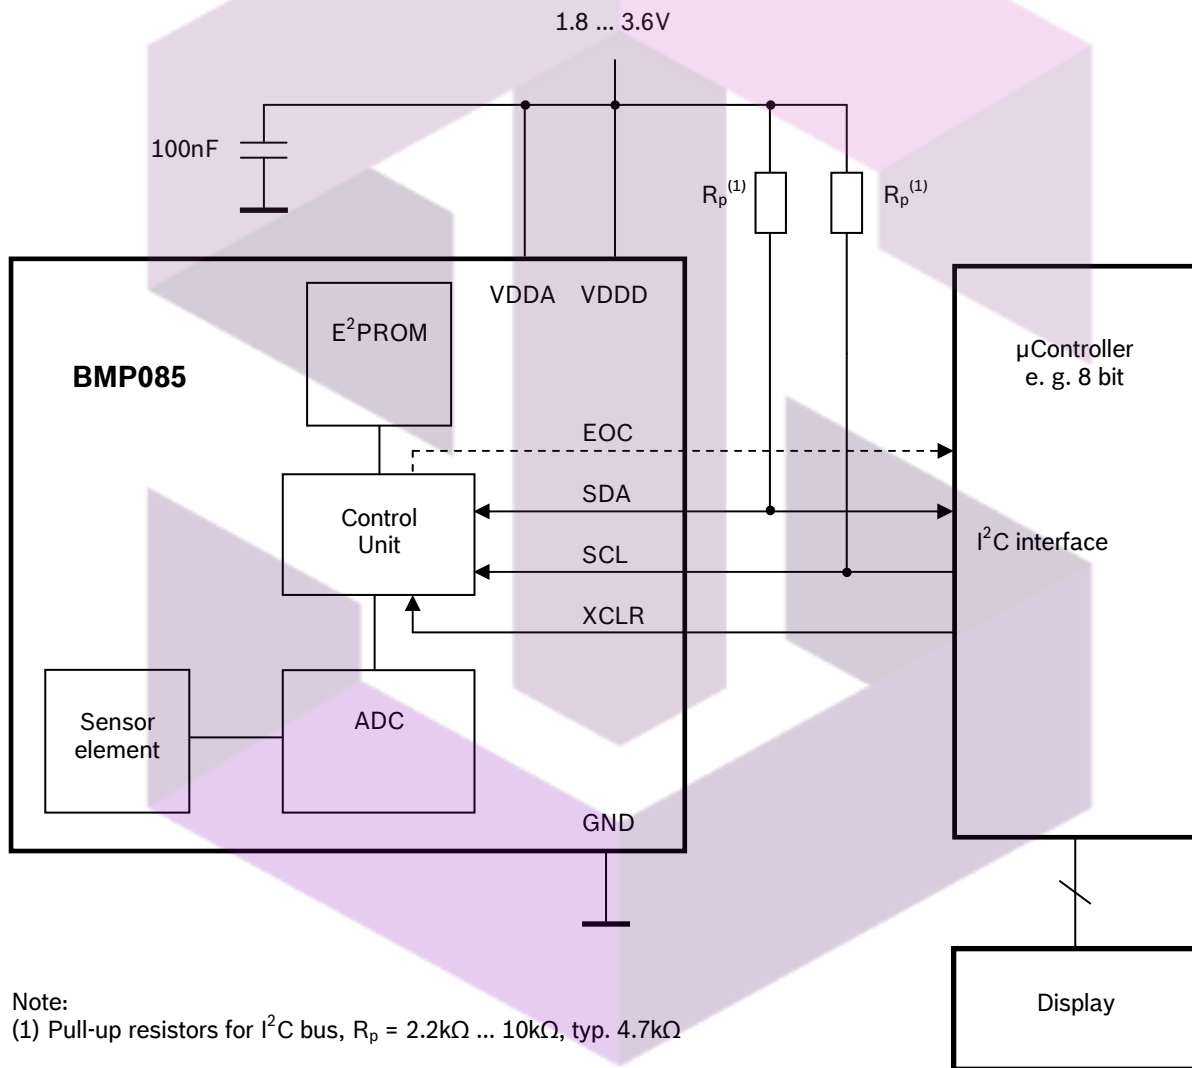 1.8 ... 3.6V
100nF
Rp(1)
Rp(1)
VDDA
VDDD
E2PROM
BMP085
µController
e. g. 8 bit
EOC
SDA
Control
Unit
I2C interface
SCL
XCLR
Sensor
element
ADC
GND
Display
Note:
(1) Pull-up resistors for I2C bus, Rp = 2.2kΩ ... 10kΩ, typ. 4.7kΩ